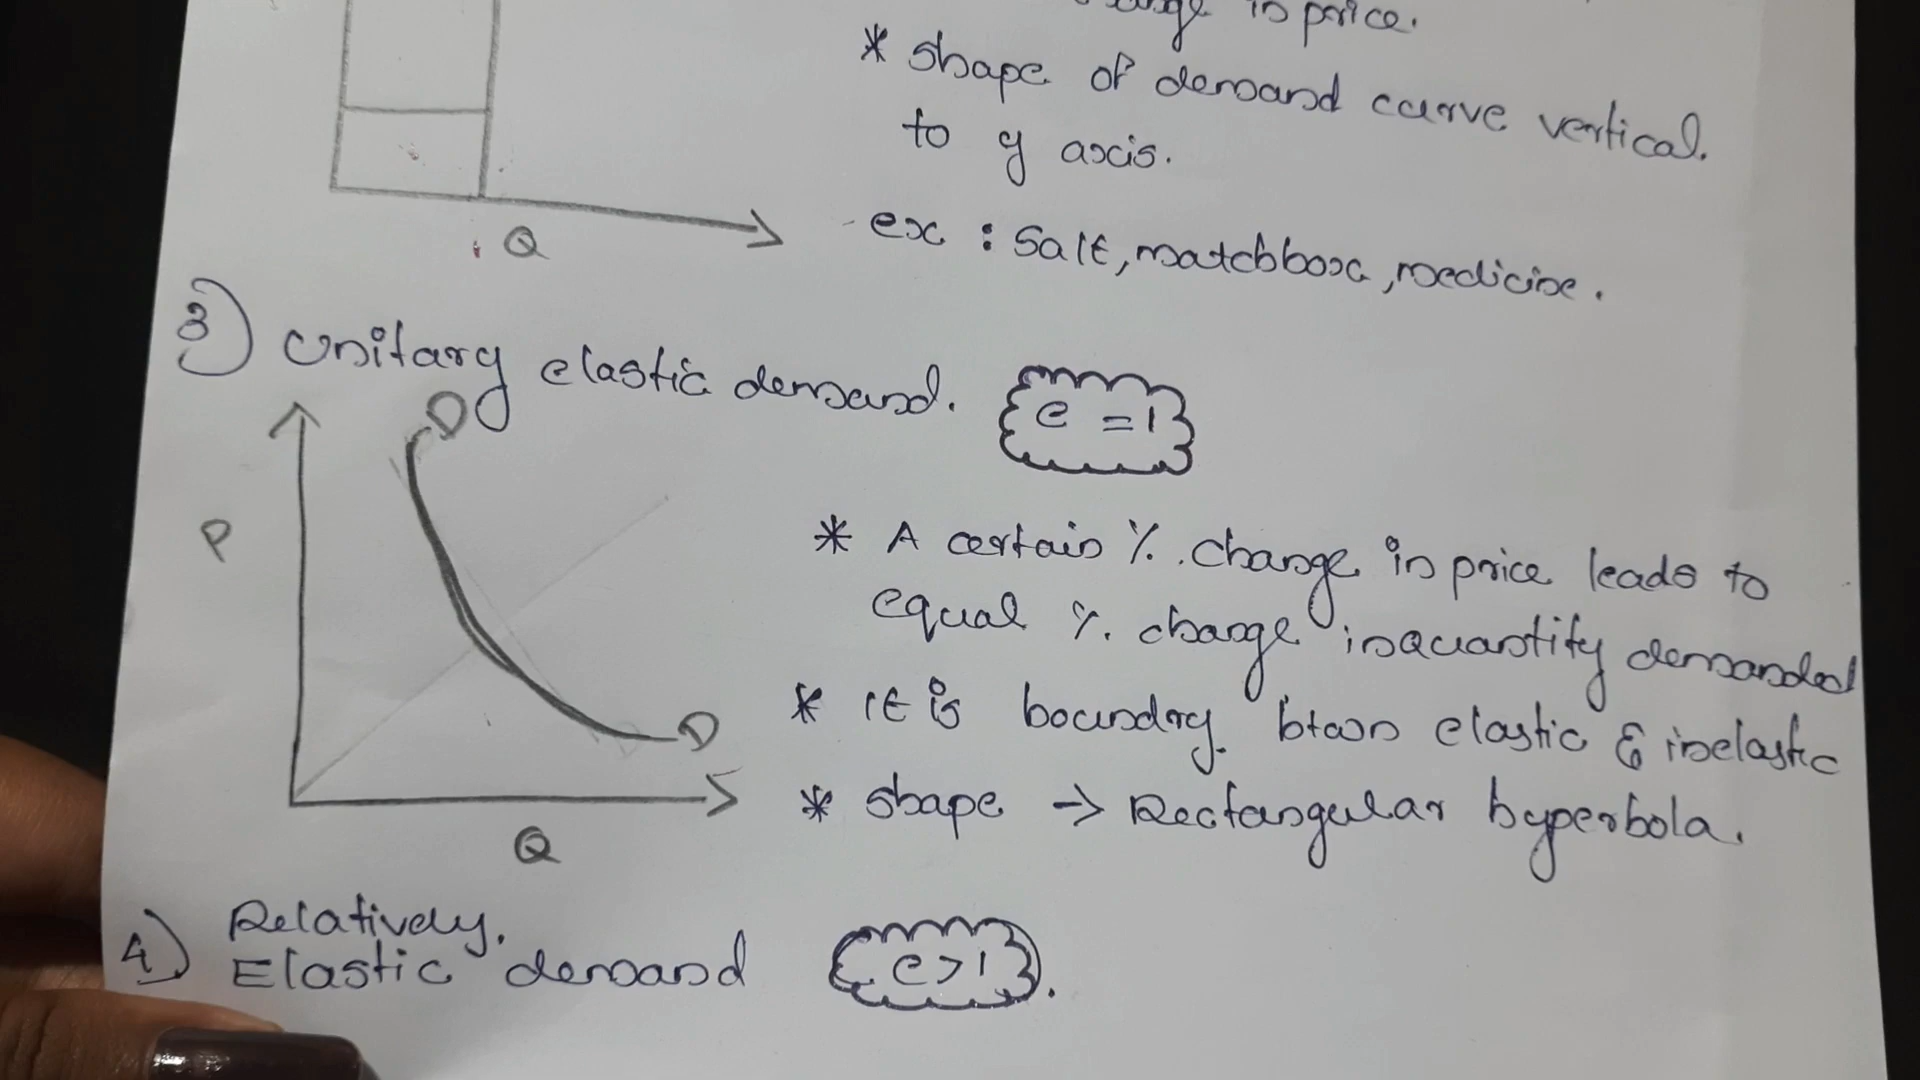 in price.
* Shape of demand curve vertical.
to y axis.
ex : Salt, matchbox, medicine.
Q
3) Unitary elastic demand. e = 1
D
P
* A certain %. change in price leads to
equal %. change in quantity demanded
* it is boundry btwn elastic & inelastic
D
* shape -> Rectangular hyperbola.
Q
4) Relatively.
Elastic demand e > 1.